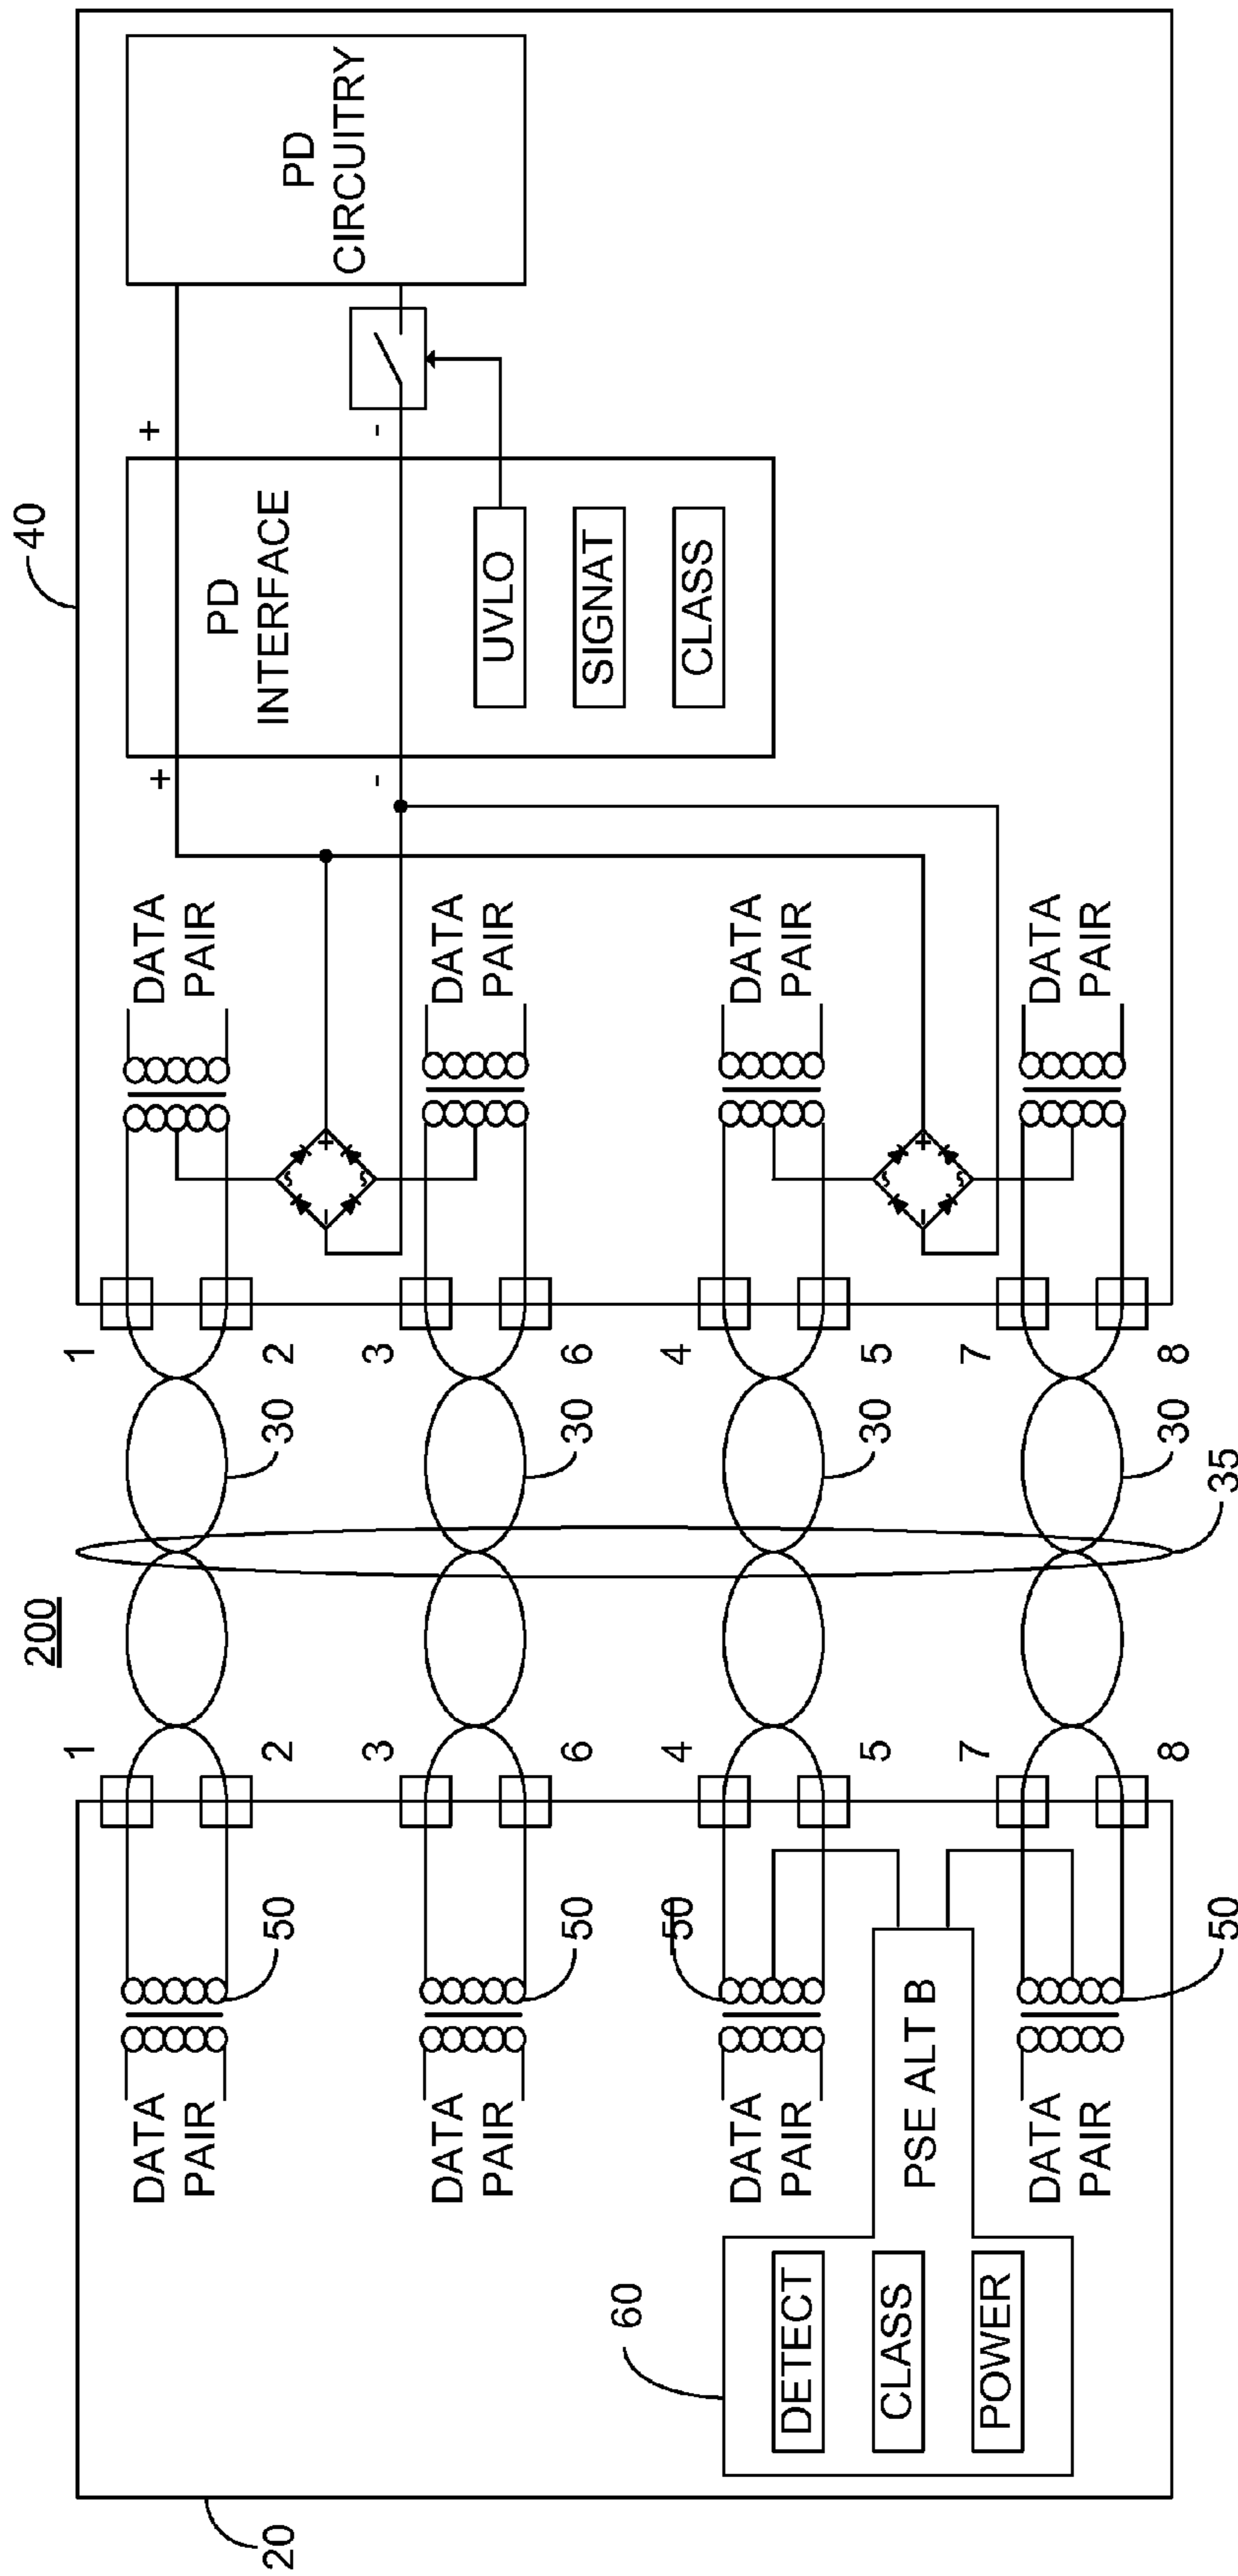 200
20
40
DATA
PAIR
50
1
2
30
1
2
DATA
PAIR
+
PD
INTERFACE
+
PD
CIRCUITRY
-
-
DATA
PAIR
50
3
6
30
3
6
DATA
PAIR
UVLO
SIGNAT
CLASS
60
DETECT
CLASS
POWER
PSE ALT B
DATA
PAIR
50
4
5
30
4
5
DATA
PAIR
DATA
PAIR
50
7
8
30
35
7
8
DATA
PAIR